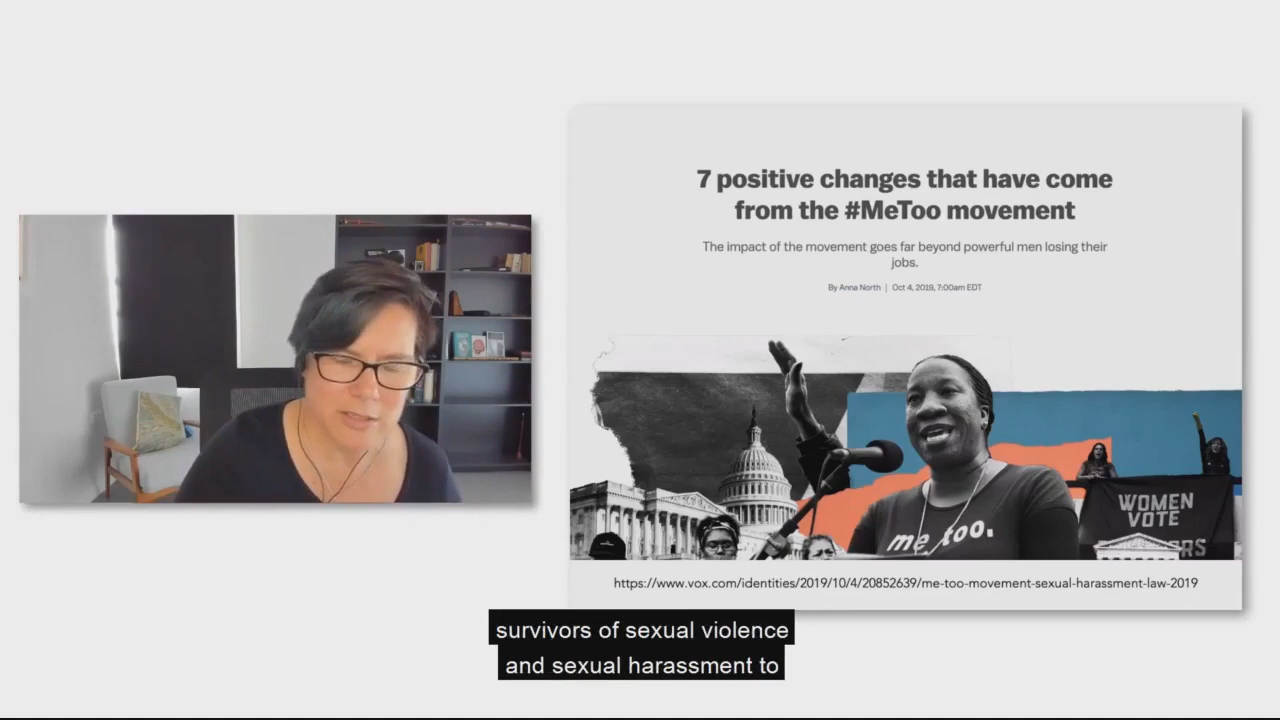 7 positive changes that have come
from the #MeToo movement
The impact of the movement goes far beyond powerful men losing their
jobs.
By Anna North | Oct 4, 2019, 7:00am EDT
WOMEN
VOTE
me too.
https://www.vox.com/identities/2019/10/4/20852639/me-too-movement-sexual-harassment-law-2019
survivors of sexual violence
and sexual harassment to